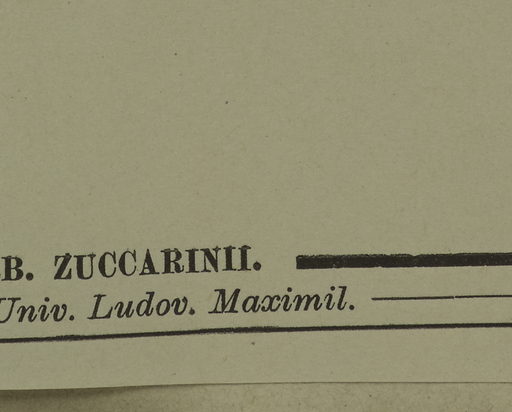 B. ZUCCARINII.
Univ. Ludov. Maximil.